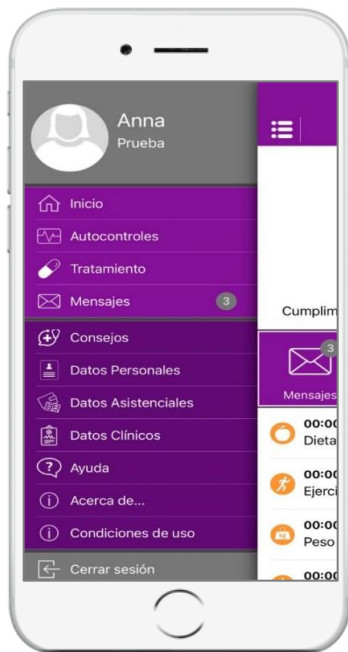 Anna
Prueba
Inicio
Autocontroles
Tratamiento
Mensajes 3
Consejos
Datos Personales
Datos Asistenciales
Datos Clínicos
Ayuda
Acerca de...
Condiciones de uso
Cerrar sesión
Cumplim
3
Mensajes
00:00
Dieta
00:00
Ejerci
00:00
Peso
00:00